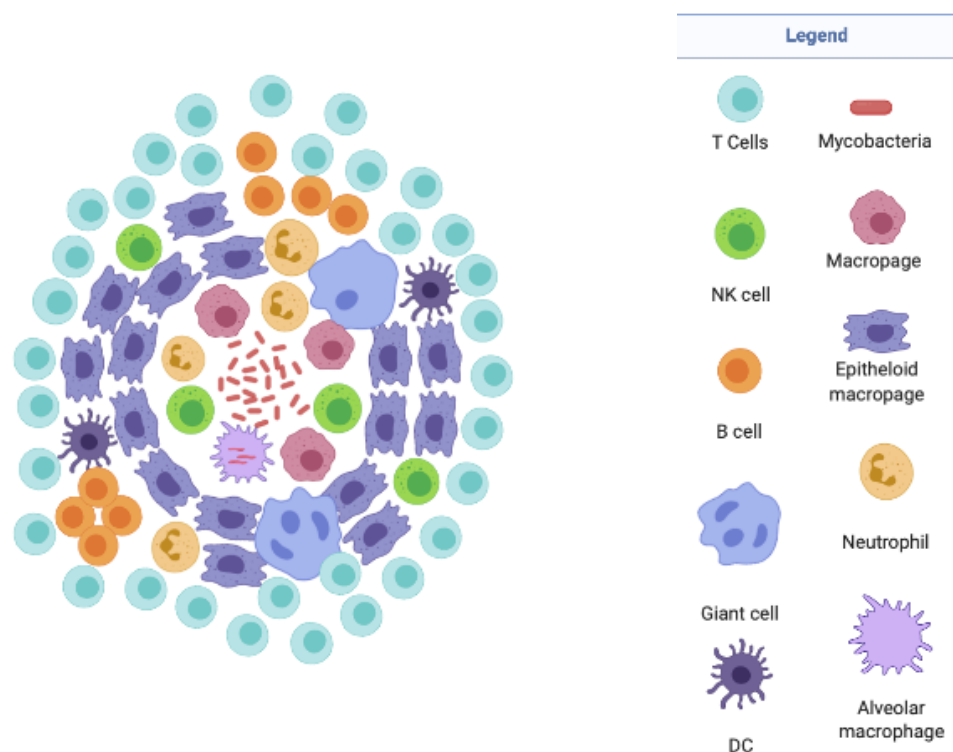 Legend
T Cells
Mycobacteria
NK cell
Macropage
B cell
Epitheloid
macropage
Giant cell
Neutrophil
DC
Alveolar
macrophage